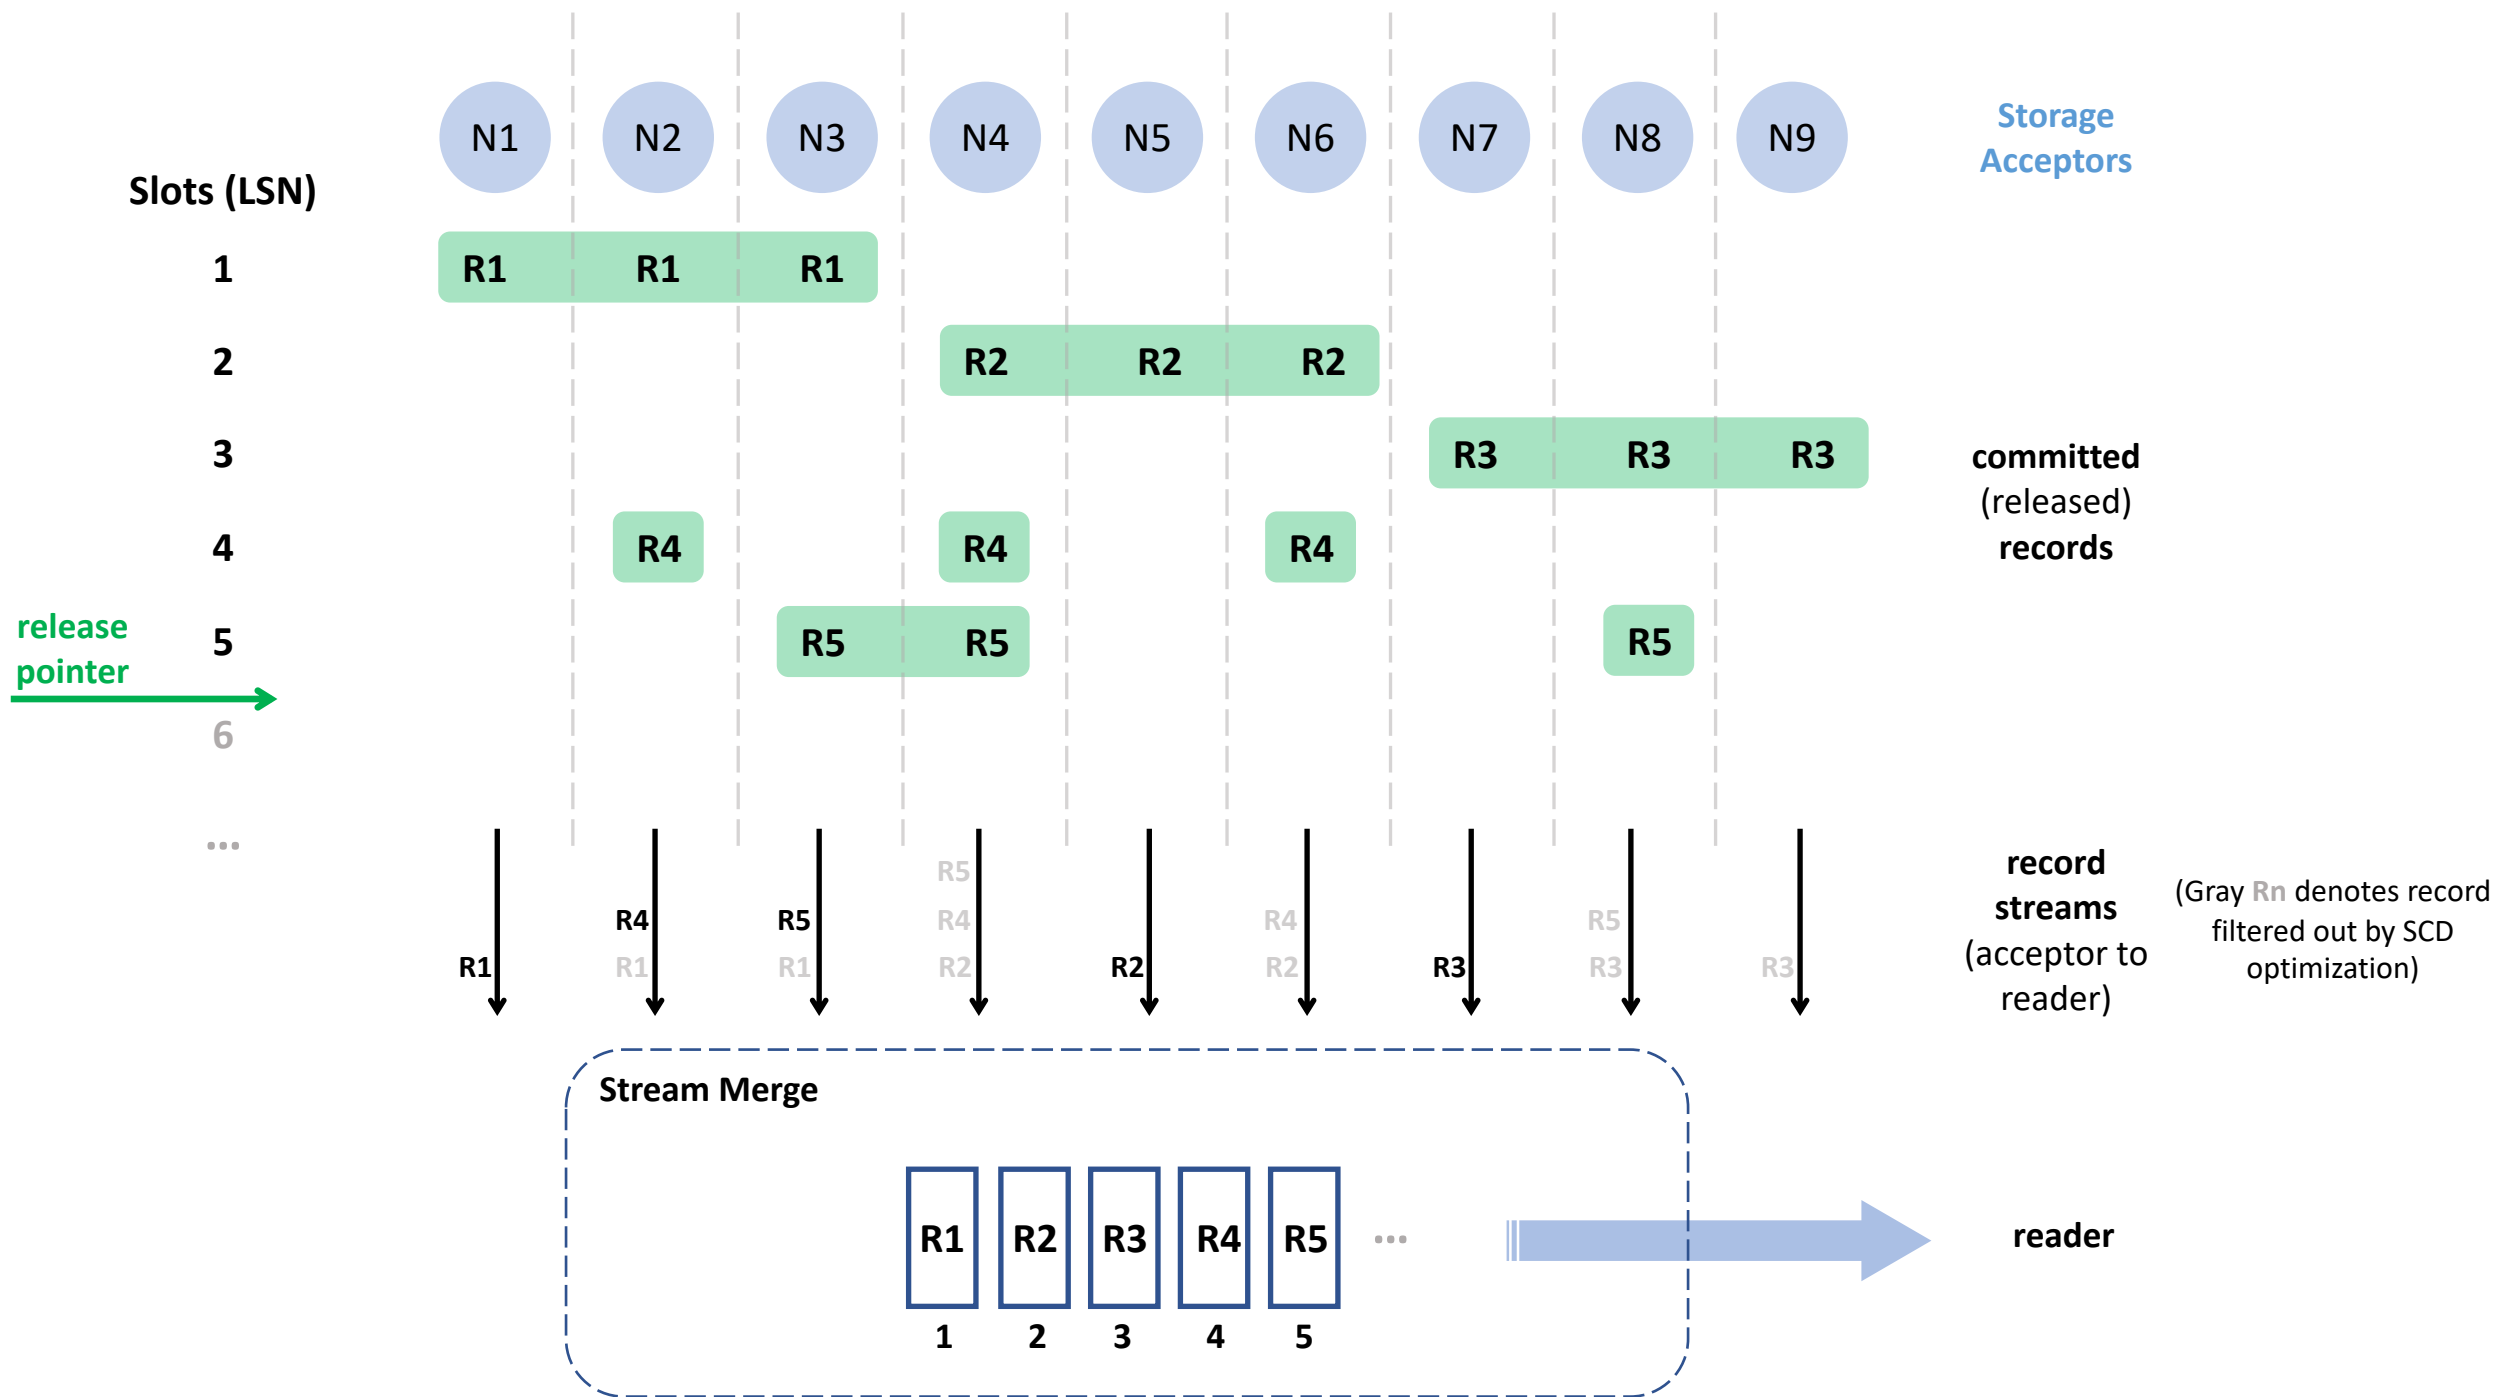 N1 N2 N3 N4 N5 N6 N7 N8 N9
Storage
Acceptors
Slots (LSN)
1 R1 R1 R1
2 R2 R2 R2
3 R3 R3 R3
committed
(released)
records
4 R4 R4 R4
release
pointer
5 R5 R5 R5
6
...
R5
R4 R5 R4 R4 R5
R1 R1 R1 R2 R2 R2 R3 R3 R3
record
streams
(acceptor to
reader)
(Gray Rn denotes record
filtered out by SCD
optimization)
Stream Merge
R1 R2 R3 R4 R5 ...
1 2 3 4 5
reader